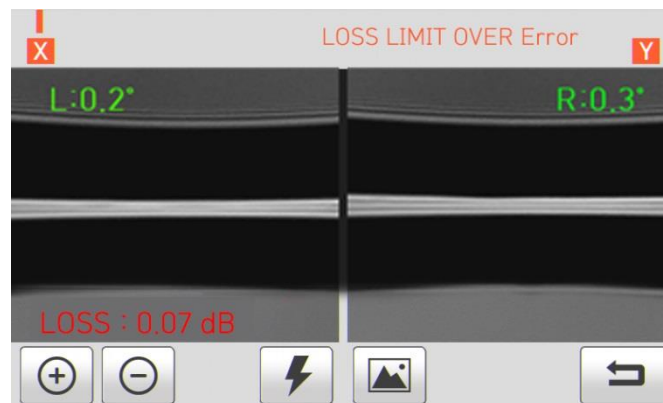 LOSS LIMIT OVER Error
X
Y
L:0.2°
R:0.3°
LOSS : 0.07 dB